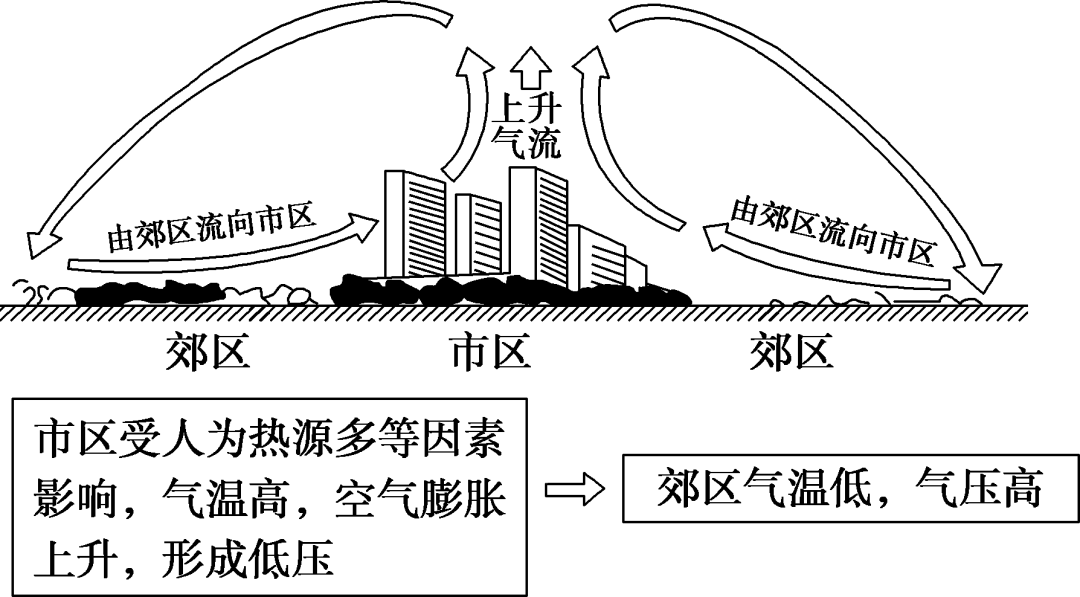 上升
气流
由郊区流向市区
由郊区流向市区
郊区
市区
郊区
市区受人为热源多等因素
影响，气温高，空气膨胀
上升，形成低压
郊区气温低，气压高